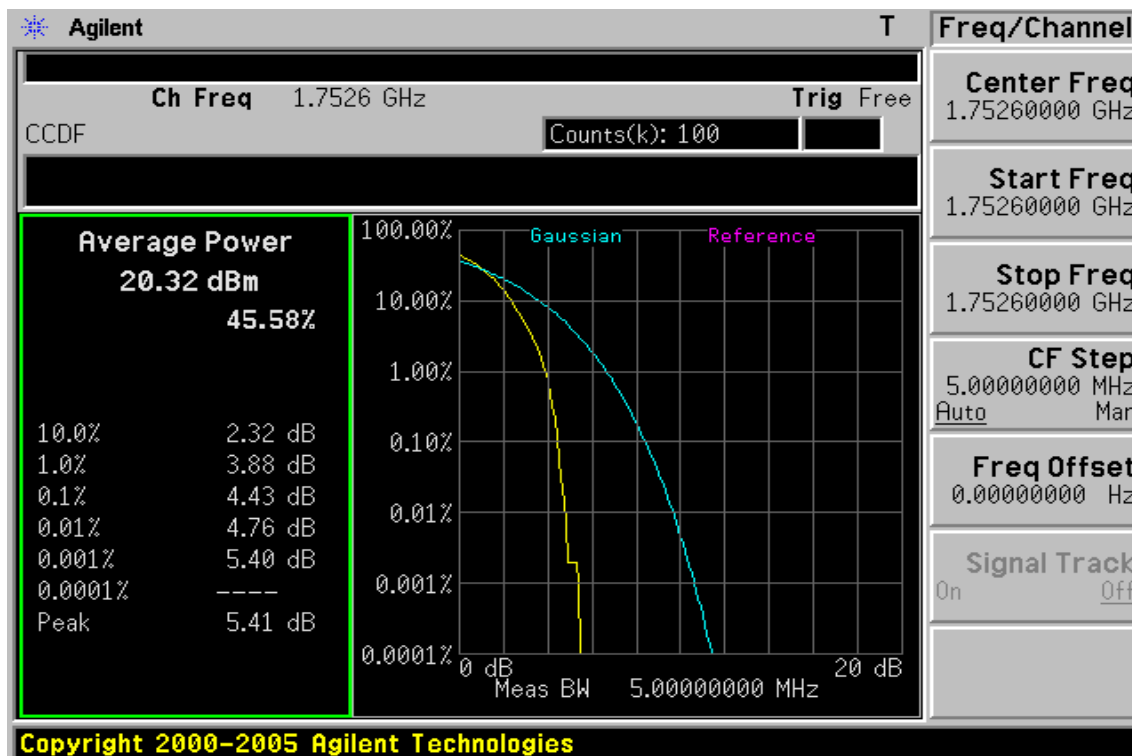 Agilent T
Ch Freq 1.7526 GHz Trig Free
CCDF
Counts(k): 100
Average Power
20.32 dBm
45.58%
10.0% 2.32 dB
1.0% 3.88 dB
0.1% 4.43 dB
0.01% 4.76 dB
0.001% 5.40 dB
0.0001% ----
Peak 5.41 dB
Gaussian Reference
100.00%
10.00%
1.00%
0.10%
0.01%
0.001%
0.0001%
0 dB 20 dB
Meas BW 5.00000000 MHz
Freq/Channel
Center Freq
1.75260000 GHz
Start Freq
1.75260000 GHz
Stop Freq
1.75260000 GHz
CF Step
5.00000000 MHz
Auto Man
Freq Offset
0.00000000 Hz
Signal Track
On Off
Copyright 2000-2005 Agilent Technologies